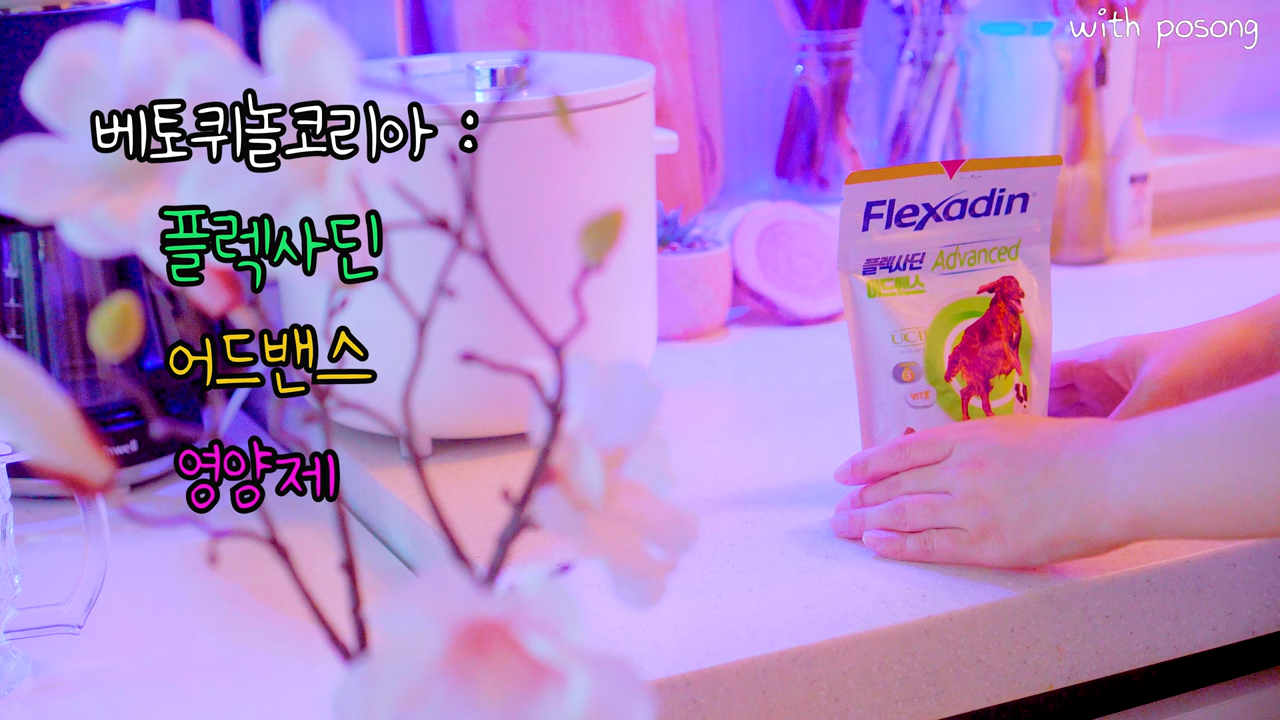 with posong
베토퀴놀코리아 :
플렉사딘
어드밴스
영양제
Flexadin
플렉사딘 Advanced
어드밴스
UC-II
VIT.E